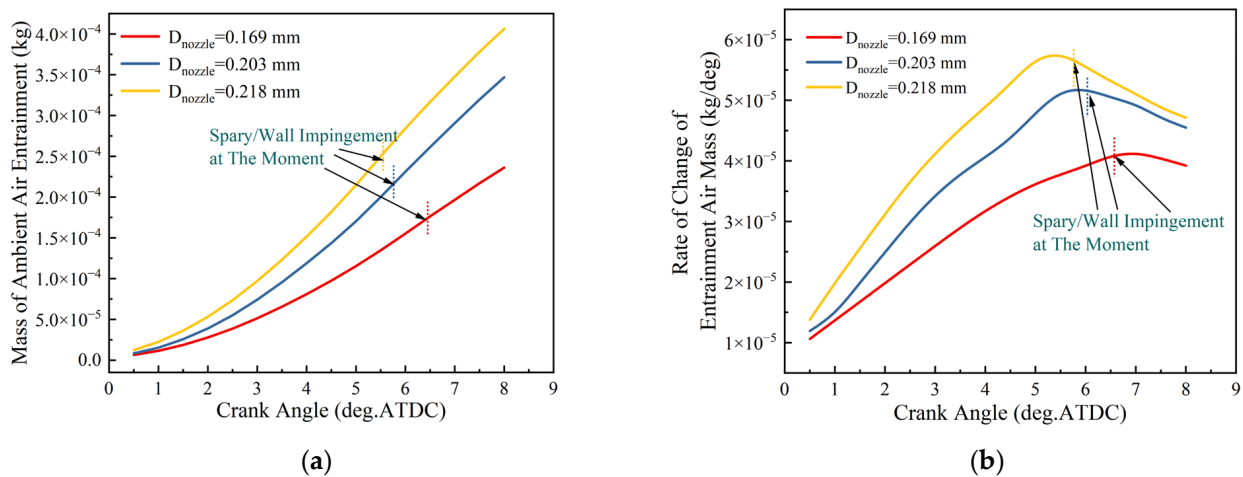 Mass of Ambient Air Entrainment (kg)
4.0×10⁻⁴
3.5×10⁻⁴
3.0×10⁻⁴
2.5×10⁻⁴
2.0×10⁻⁴
1.5×10⁻⁴
1.0×10⁻⁴
5.0×10⁻⁵
0.0
D_nozzle=0.169 mm
D_nozzle=0.203 mm
D_nozzle=0.218 mm
Spary/Wall Impingement
at The Moment
0 1 2 3 4 5 6 7 8 9
Crank Angle (deg.ATDC)
(a)
Rate of Change of
Entrainment Air Mass (kg/deg)
6×10⁻⁵
5×10⁻⁵
4×10⁻⁵
3×10⁻⁵
2×10⁻⁵
1×10⁻⁵
D_nozzle=0.169 mm
D_nozzle=0.203 mm
D_nozzle=0.218 mm
Spary/Wall Impingement
at The Moment
0 1 2 3 4 5 6 7 8 9
Crank Angle (deg.ATDC)
(b)